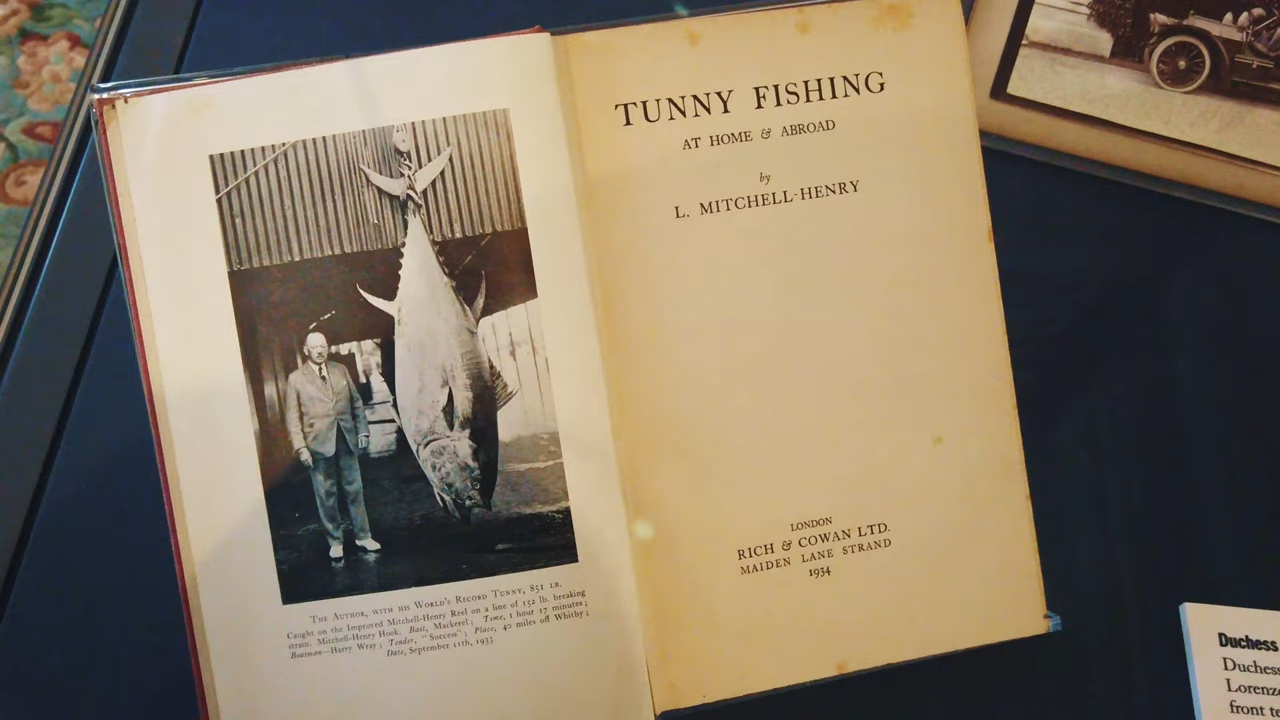 THE AUTHOR, WITH HIS WORLD'S RECORD TUNNY, 851 LB.
Caught on the Improved Mitchell-Henry Reel on a line of 152 lb. breaking
strain. Mitchell-Henry Hook. Bait, Mackerel; Time, 1 hour 17 minutes;
Boatman—Harry Wray; Tender, "Success"; Place, 40 miles off Whitby;
Date, September 11th, 1933
TUNNY FISHING
AT HOME & ABROAD
by
L. MITCHELL-HENRY
LONDON
RICH & COWAN LTD.
MAIDEN LANE STRAND
1934
Duchess
Duchess
Lorenz
front